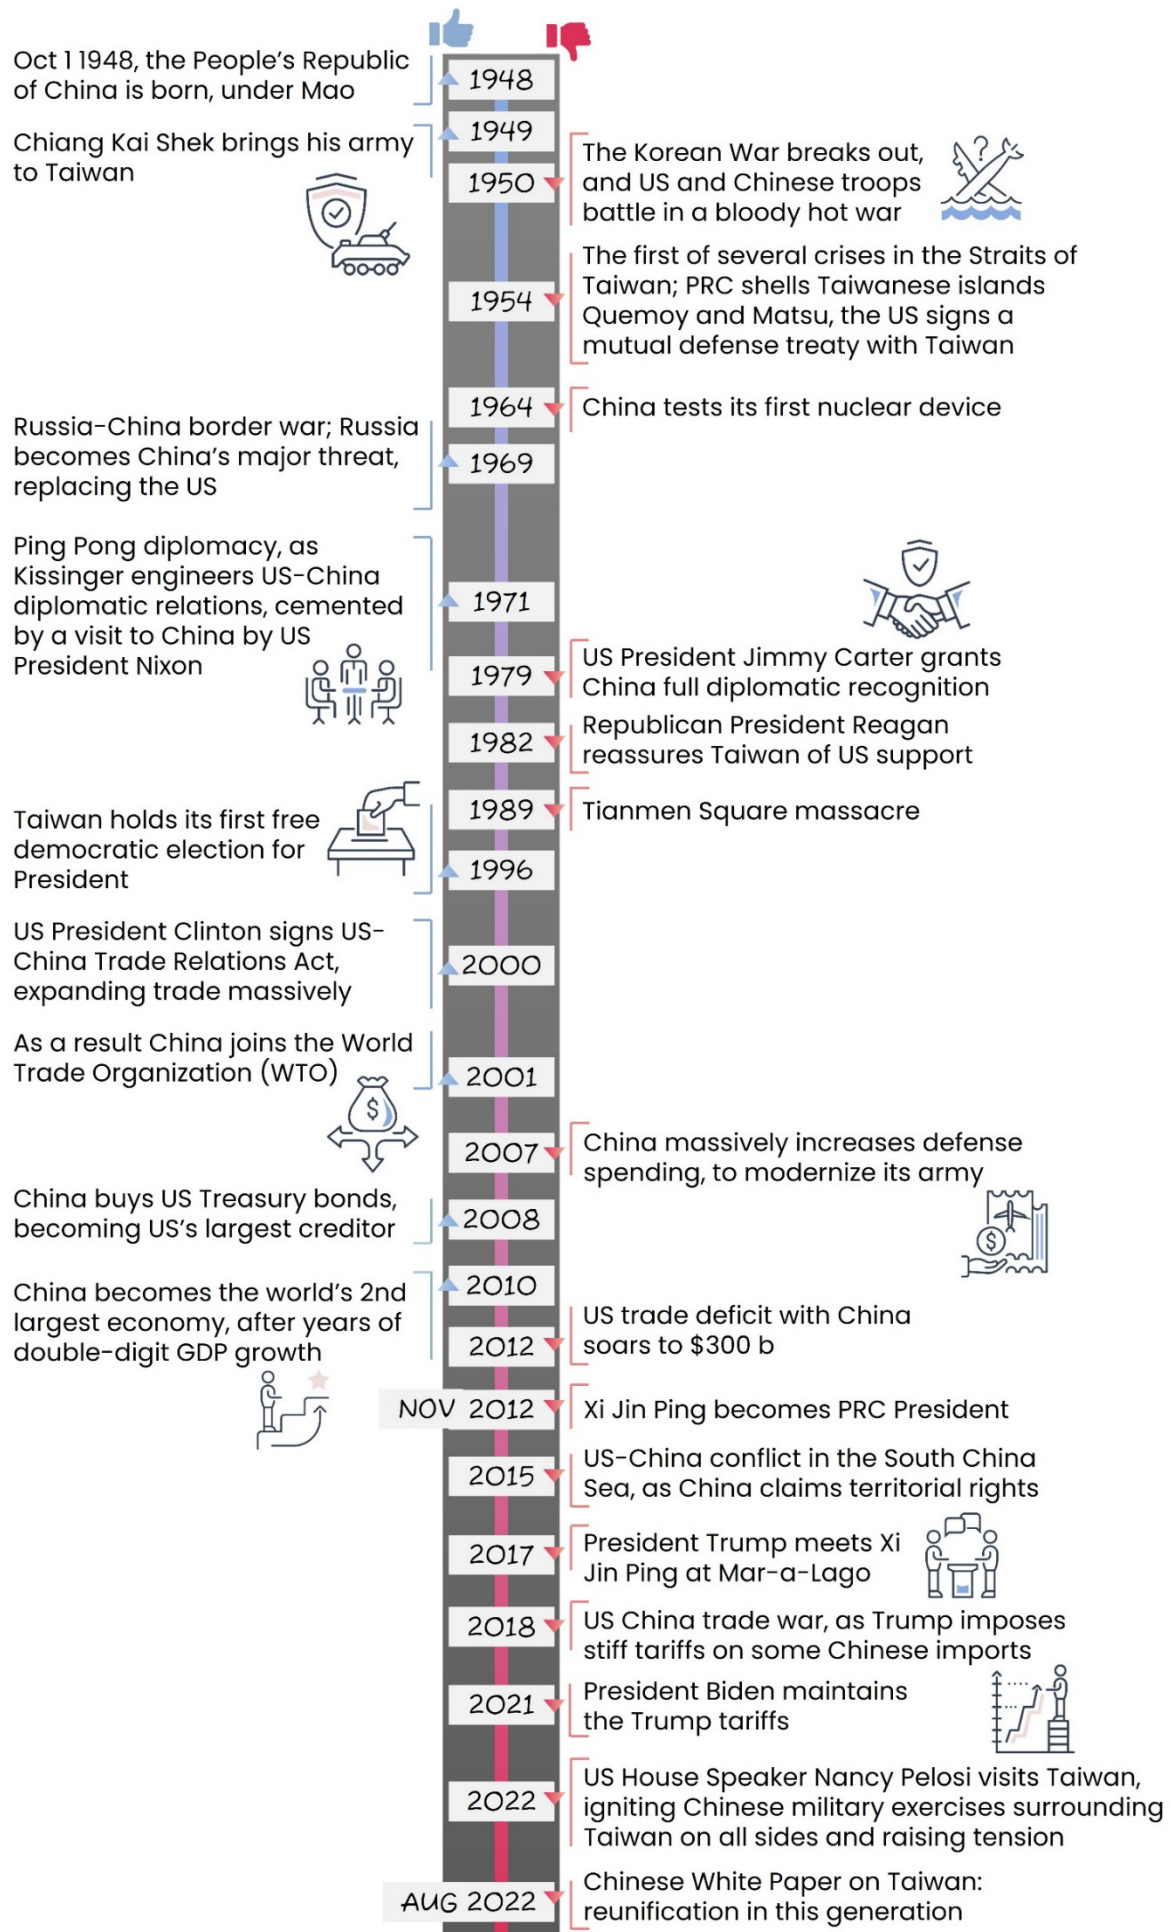 Oct 1 1948, the People's Republic
of China is born, under Mao
1948
Chiang Kai Shek brings his army
to Taiwan
1949
1950
The Korean War breaks out,
and US and Chinese troops
battle in a bloody hot war
?
1954
The first of several crises in the Straits of
Taiwan; PRC shells Taiwanese islands
Quemoy and Matsu, the US signs a
mutual defense treaty with Taiwan
1964
China tests its first nuclear device
Russia-China border war; Russia
becomes China's major threat,
replacing the US
1969
Ping Pong diplomacy, as
Kissinger engineers US-China
diplomatic relations, cemented
by a visit to China by US
President Nixon
1971
1979
US President Jimmy Carter grants
China full diplomatic recognition
1982
Republican President Reagan
reassures Taiwan of US support
1989
Tianmen Square massacre
Taiwan holds its first free
democratic election for
President
1996
US President Clinton signs US-
China Trade Relations Act,
expanding trade massively
2000
As a result China joins the World
Trade Organization (WTO)
2001
$
2007
China massively increases defense
spending, to modernize its army
$
China buys US Treasury bonds,
becoming US's largest creditor
2008
China becomes the world's 2nd
largest economy, after years of
double-digit GDP growth
2010
2012
US trade deficit with China
soars to $300 b
NOV 2012
Xi Jin Ping becomes PRC President
2015
US-China conflict in the South China
Sea, as China claims territorial rights
2017
President Trump meets Xi
Jin Ping at Mar-a-Lago
2018
US China trade war, as Trump imposes
stiff tariffs on some Chinese imports
2021
President Biden maintains
the Trump tariffs
2022
US House Speaker Nancy Pelosi visits Taiwan,
igniting Chinese military exercises surrounding
Taiwan on all sides and raising tension
AUG 2022
Chinese White Paper on Taiwan:
reunification in this generation